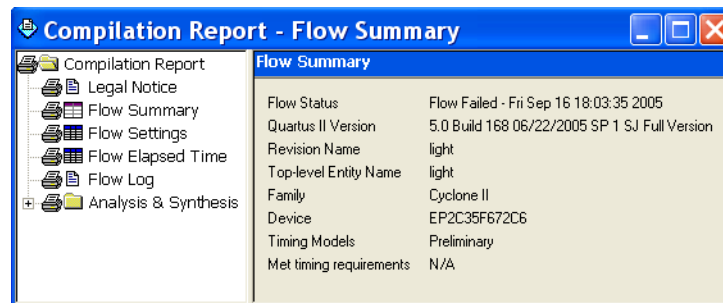 Compilation Report - Flow Summary
Compilation Report
Legal Notice
Flow Summary
Flow Settings
Flow Elapsed Time
Flow Log
Analysis & Synthesis
Flow Summary
Flow Status Flow Failed - Fri Sep 16 18:03:35 2005
Quartus II Version 5.0 Build 168 06/22/2005 SP 1 SJ Full Version
Revision Name light
Top-level Entity Name light
Family Cyclone II
Device EP2C35F672C6
Timing Models Preliminary
Met timing requirements N/A